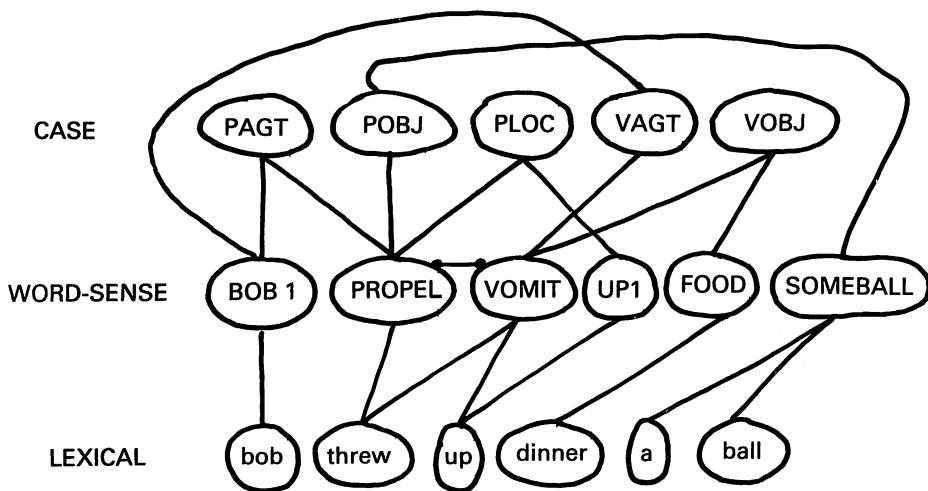 CASE PAGT POBJ PLOC VAGT VOBJ
WORD-SENSE BOB 1 PROPEL VOMIT UP1 FOOD SOMEBALL
LEXICAL bob threw up dinner a ball